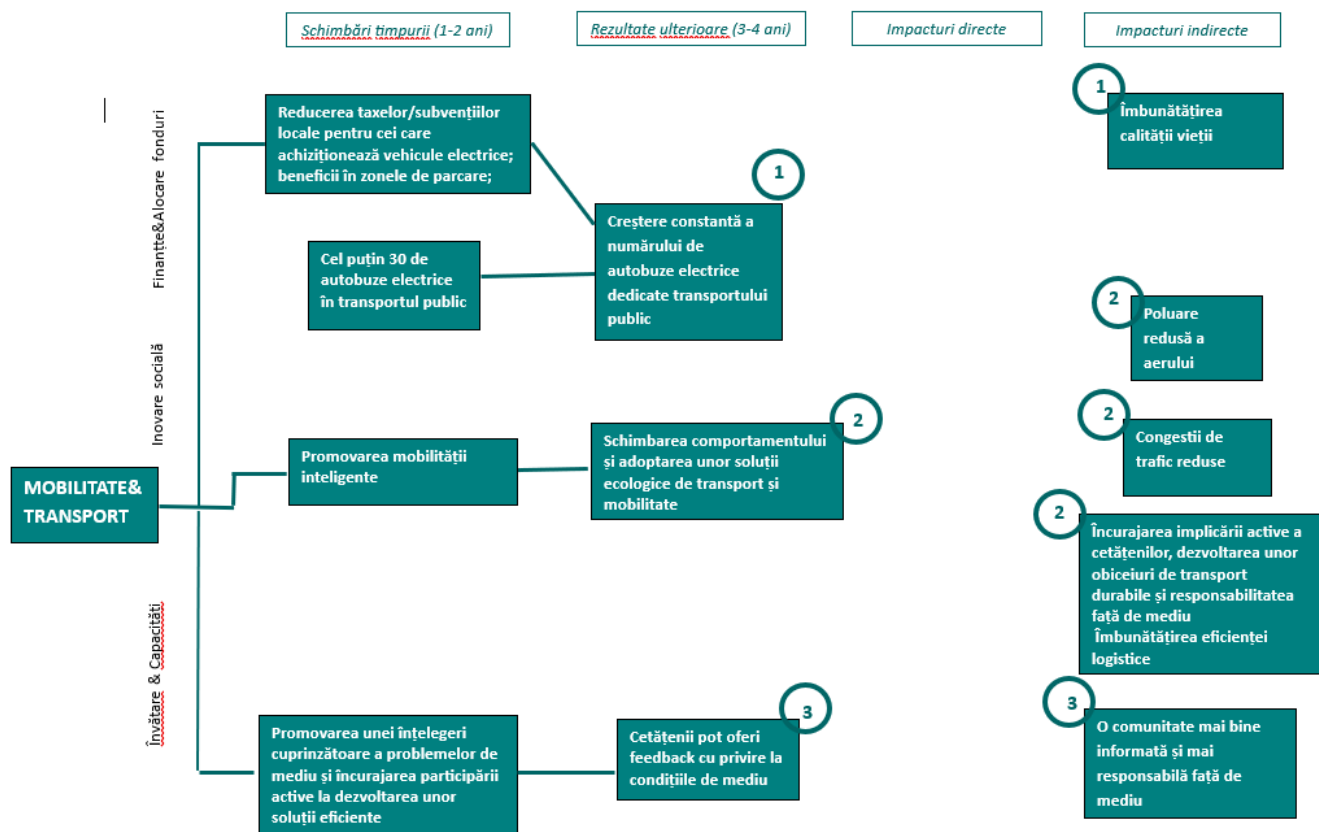 Schimbări timpurii (1-2 ani)
Rezultate ulterioare (3-4 ani)
Impacturi directe
Impacturi indirecte
Finanțte&Alocare fonduri
Inovare socială
Învătare & Capacităti
MOBILITATE&
TRANSPORT
Reducerea taxelor/subvențiilor
locale pentru cei care
achiziționează vehicule electrice;
beneficii în zonele de parcare;
Cel puțin 30 de
autobuze electrice
în transportul public
1
Creștere constantă a
numărului de
autobuze electrice
dedicate transportului
public
1
Îmbunătățirea
calității vieții
2
Poluare
redusă a
aerului
Promovarea mobilității
inteligente
2
Schimbarea comportamentului
și adoptarea unor soluții
ecologice de transport și
mobilitate
2
Congestii de
trafic reduse
2
Încurajarea implicării active a
cetățenilor, dezvoltarea unor
obiceiuri de transport
durabile și responsabilitatea
față de mediu
Îmbunătățirea eficienței
logistice
Promovarea unei înțelegeri
cuprinzătoare a problemelor de
mediu și încurajarea participării
active la dezvoltarea unor
soluții eficiente
3
Cetățenii pot oferi
feedback cu privire la
condițiile de mediu
3
O comunitate mai bine
informată și mai
responsabilă față de
mediu